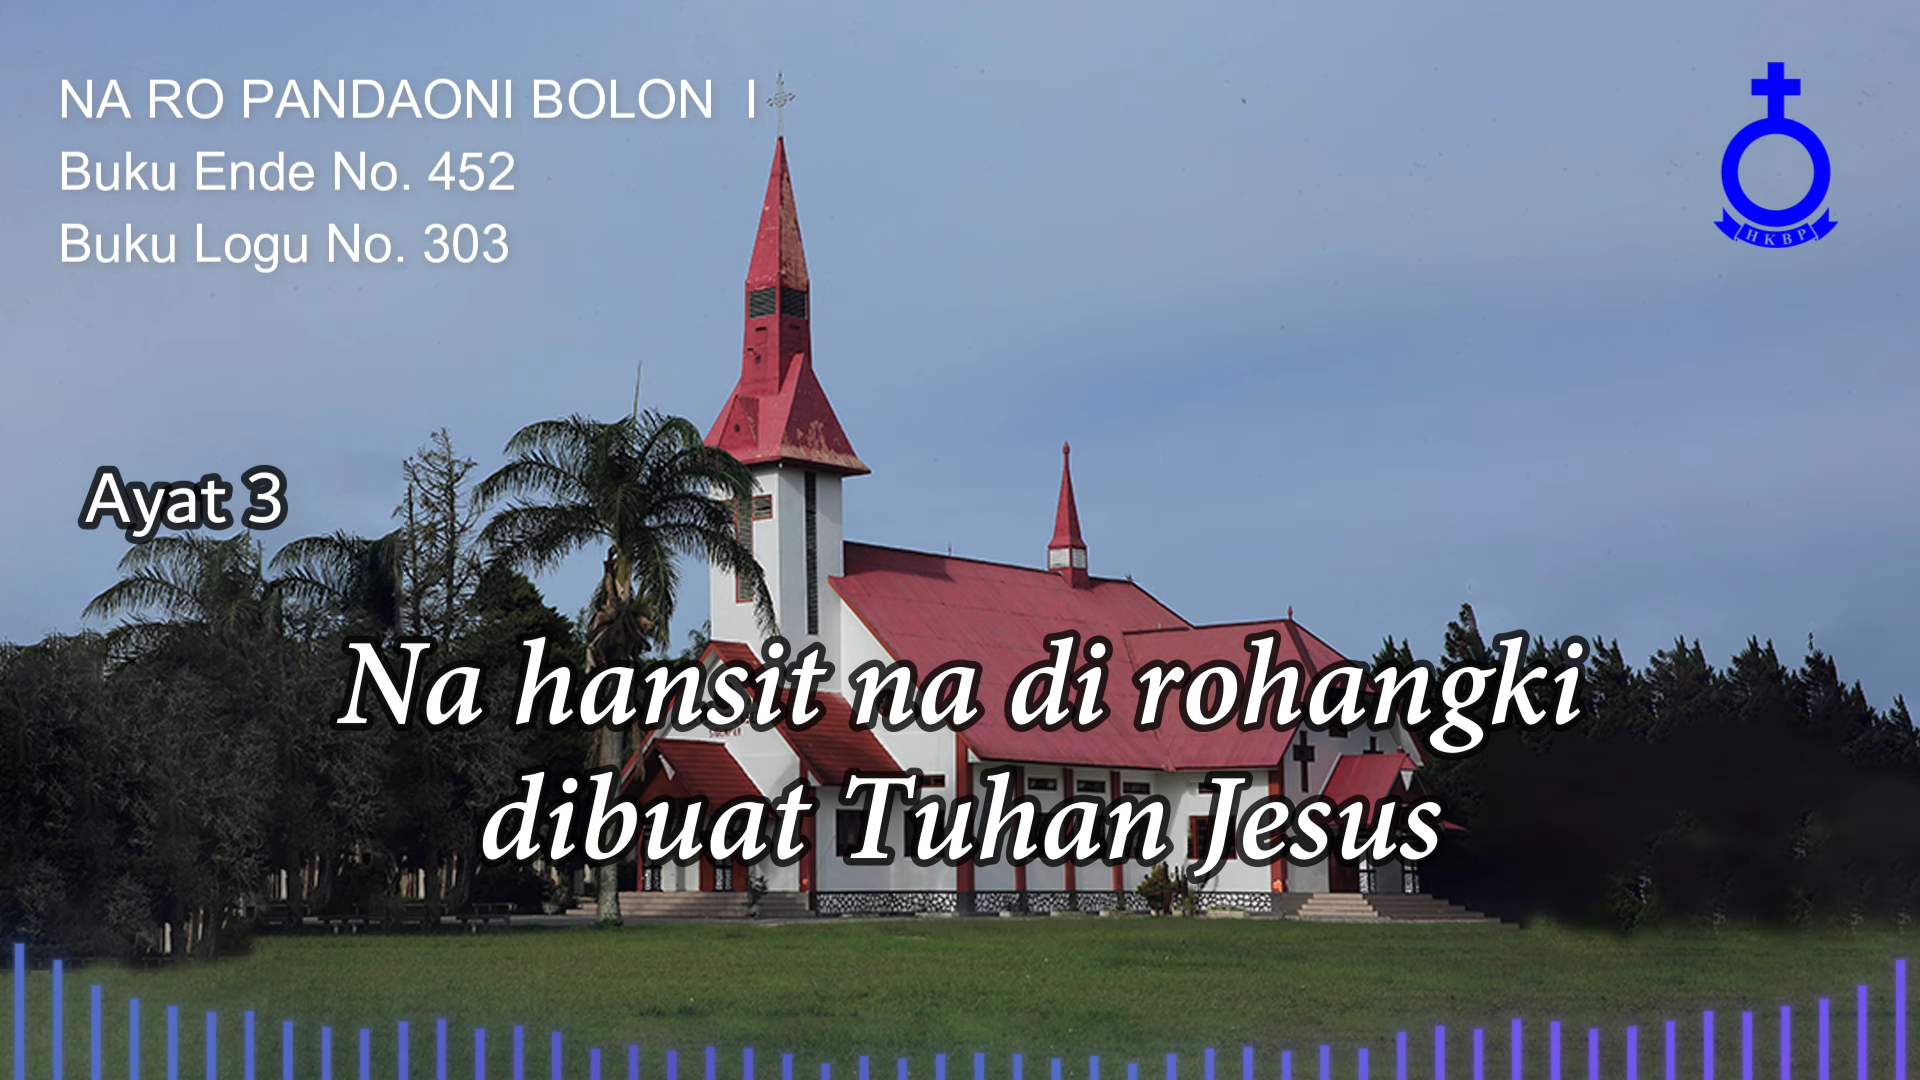 NA RO PANDAONI BOLON I
Buku Ende No. 452
Buku Logu No. 303
HKBP
Ayat 3
Na hansit na di rohangki
dibuat Tuhan Jesus